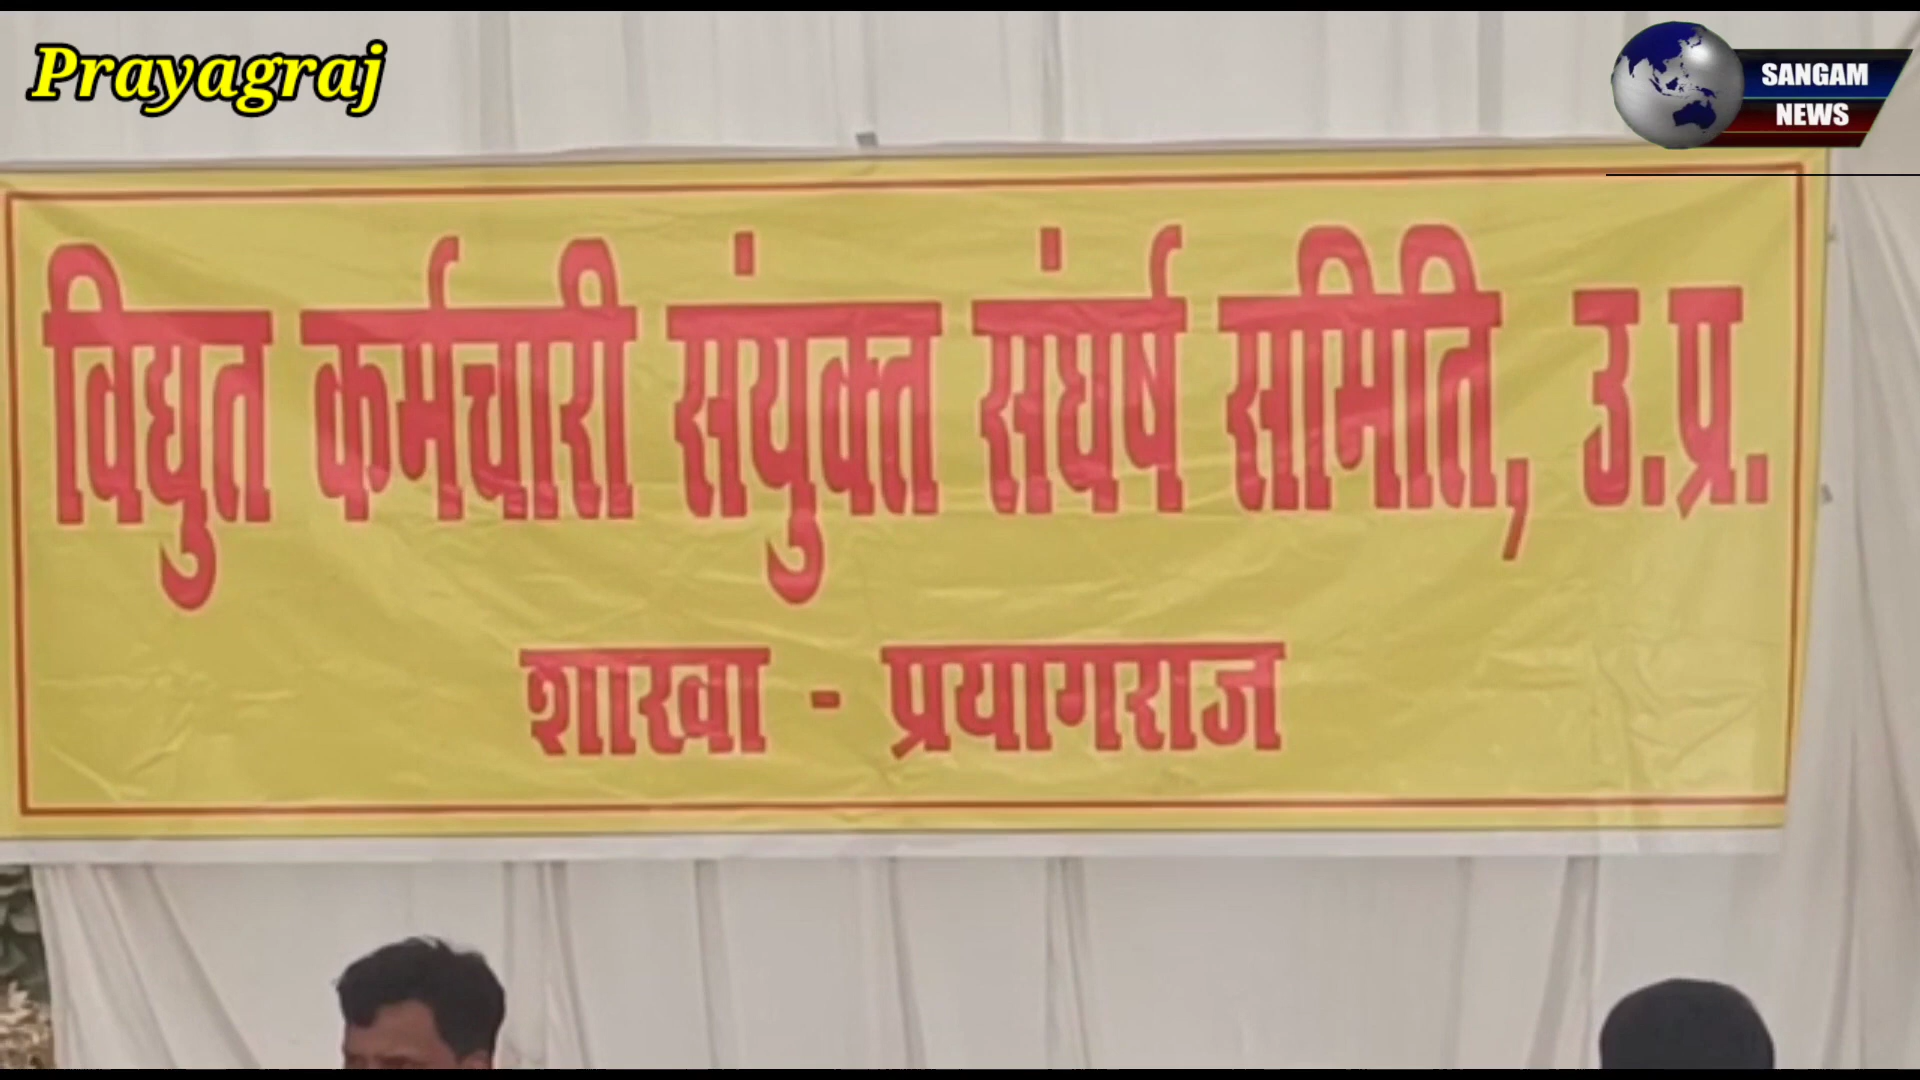 Prayagraj
SANGAM
NEWS
विद्युत कर्मचारी संयुक्त संघर्ष समिति, उ.प्र.
शाखा - प्रयागराज